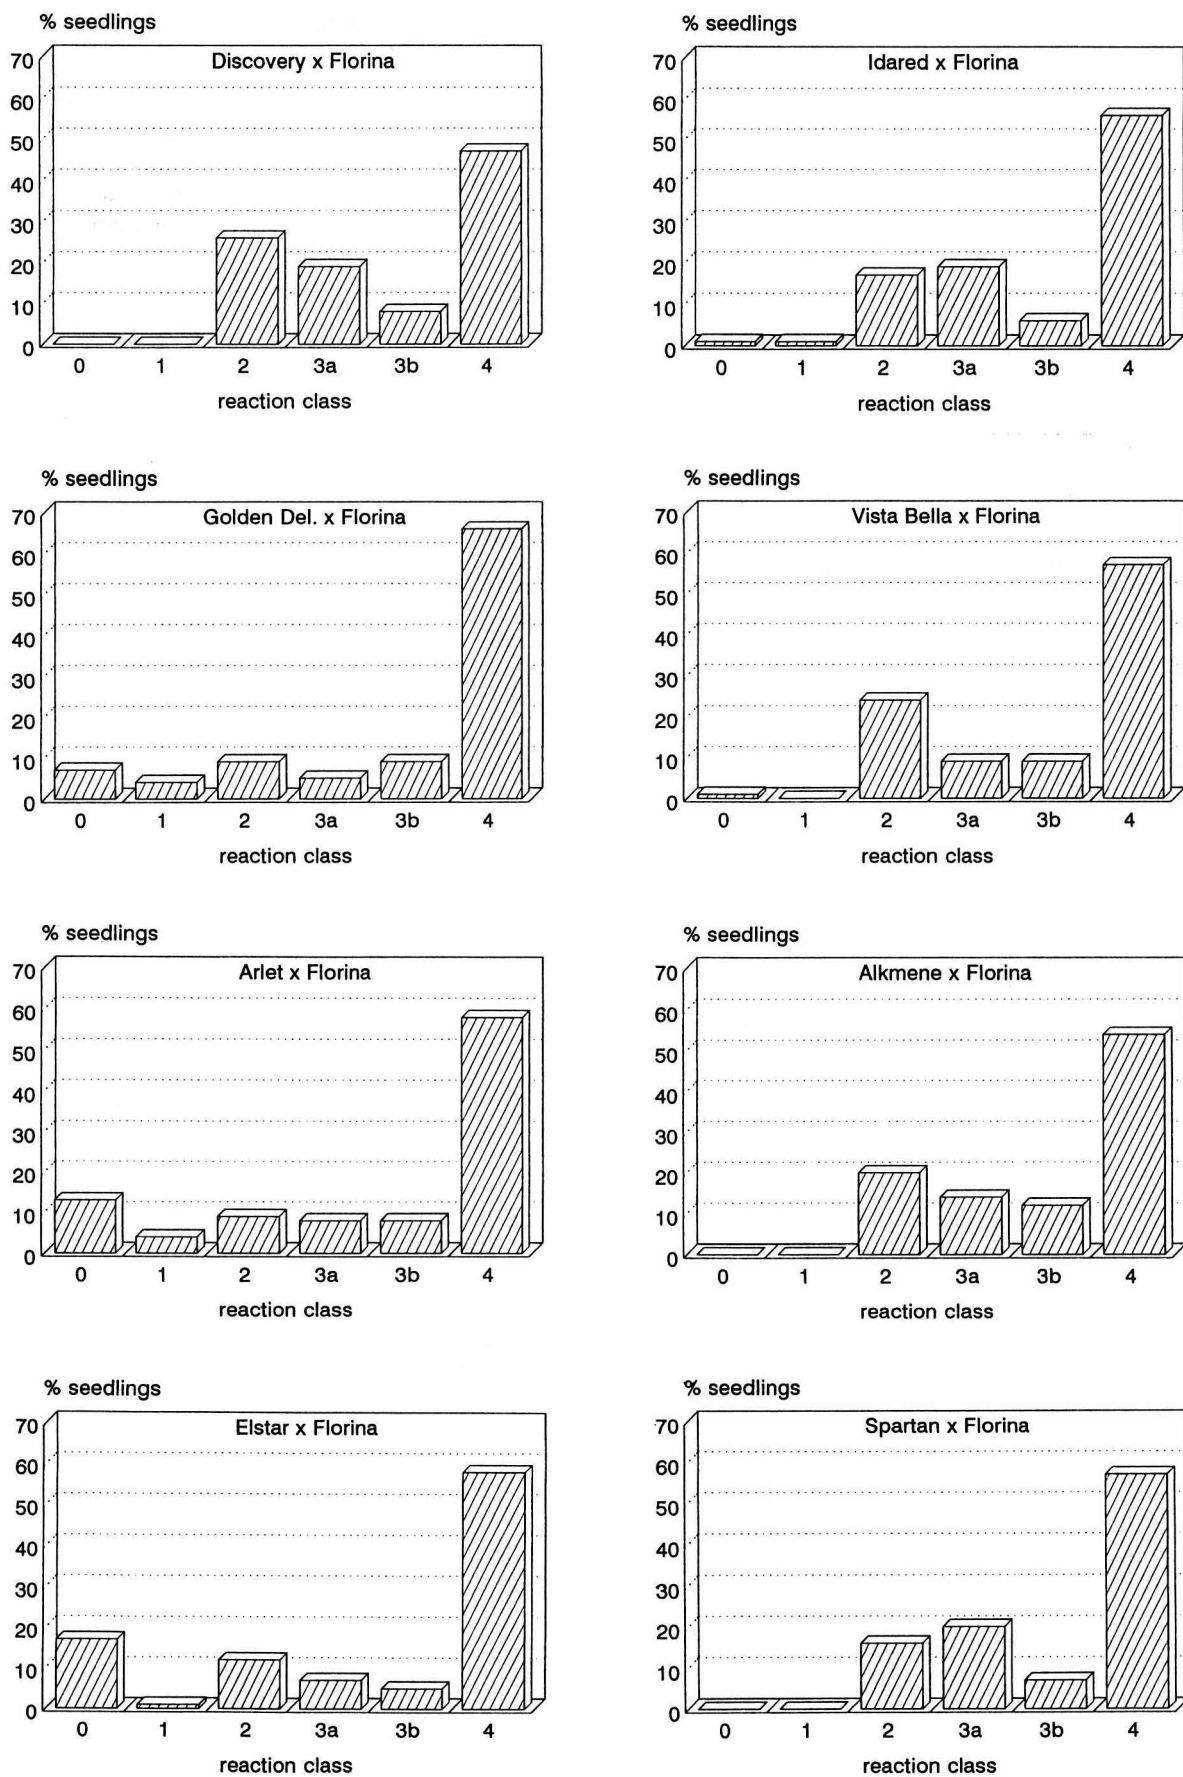 % seedlings
Discovery x Florina
70
60
50
40
30
20
10
0
0 1 2 3a 3b 4
reaction class
% seedlings
Idared x Florina
70
60
50
40
30
20
10
0
0 1 2 3a 3b 4
reaction class
% seedlings
Golden Del. x Florina
70
60
50
40
30
20
10
0
0 1 2 3a 3b 4
reaction class
% seedlings
Vista Bella x Florina
70
60
50
40
30
20
10
0
0 1 2 3a 3b 4
reaction class
% seedlings
Arlet x Florina
70
60
50
40
30
20
10
0
0 1 2 3a 3b 4
reaction class
% seedlings
Alkmene x Florina
70
60
50
40
30
20
10
0
0 1 2 3a 3b 4
reaction class
% seedlings
Elstar x Florina
70
60
50
40
30
20
10
0
0 1 2 3a 3b 4
reaction class
% seedlings
Spartan x Florina
70
60
50
40
30
20
10
0
0 1 2 3a 3b 4
reaction class